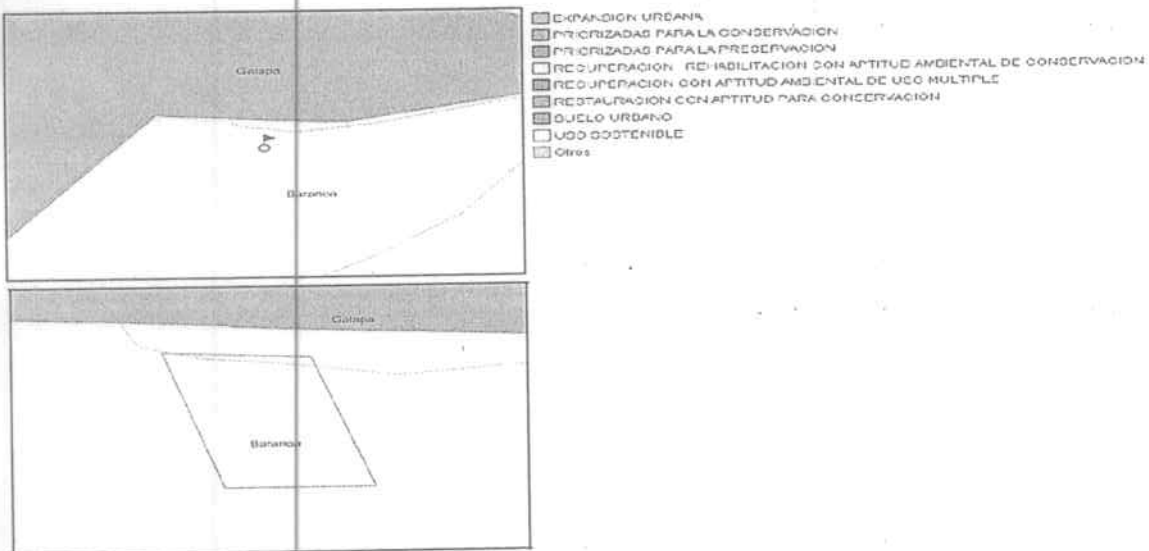 Galapa
Baranoa
EXPANSION URBANA
PRIORIZADAS PARA LA CONSERVACION
PRIORIZADAS PARA LA PRESERVACION
RECUPERACION REHABILITACION CON APTITUD AMBIENTAL DE CONSERVACION
RECUPERACION CON APTITUD AMBIENTAL DE USO MULTIPLE
RESTAURACION CON APTITUD PARA CONSERVACION
SUELO URBANO
USO SOSTENIBLE
Otros
Galapa
Baranoa